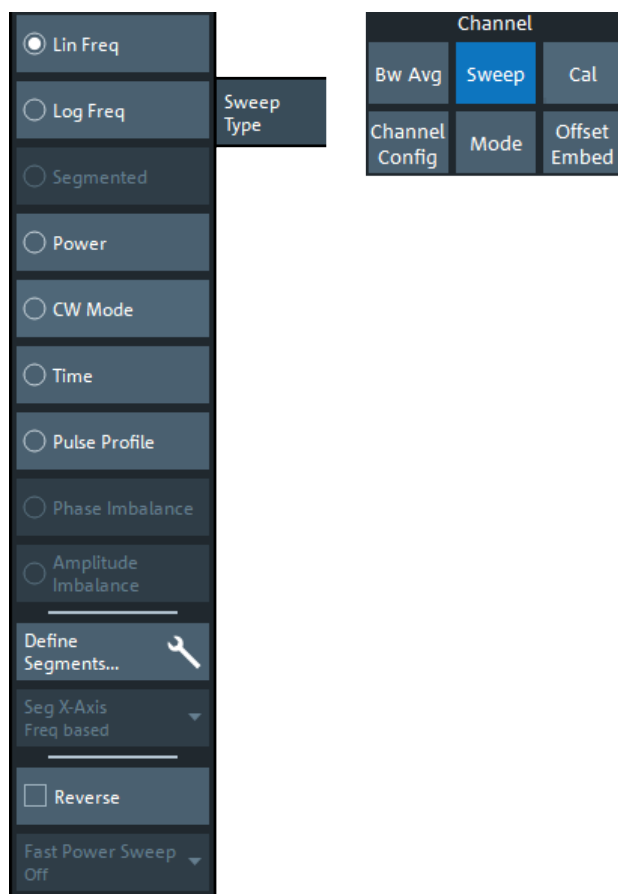 Lin Freq
Log Freq
Segmented
Power
CW Mode
Time
Pulse Profile
Phase Imbalance
Amplitude
Imbalance
Define
Segments...
Seg X-Axis
Freq based
Reverse
Fast Power Sweep
Off
Sweep
Type
Channel
Bw Avg
Sweep
Cal
Channel
Config
Mode
Offset
Embed